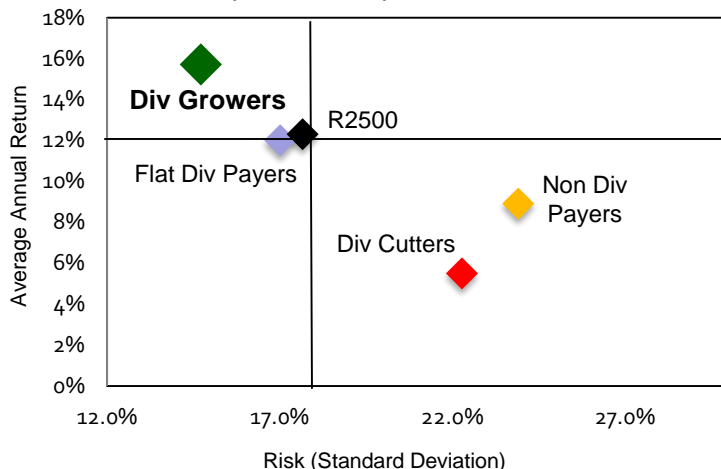 18%
16%
14%
12%
10%
8%
6%
4%
2%
0%
Average Annual Return
Div Growers
R2500
Flat Div Payers
Non Div
Payers
Div Cutters
12.0%
17.0%
22.0%
27.0%
Risk (Standard Deviation)